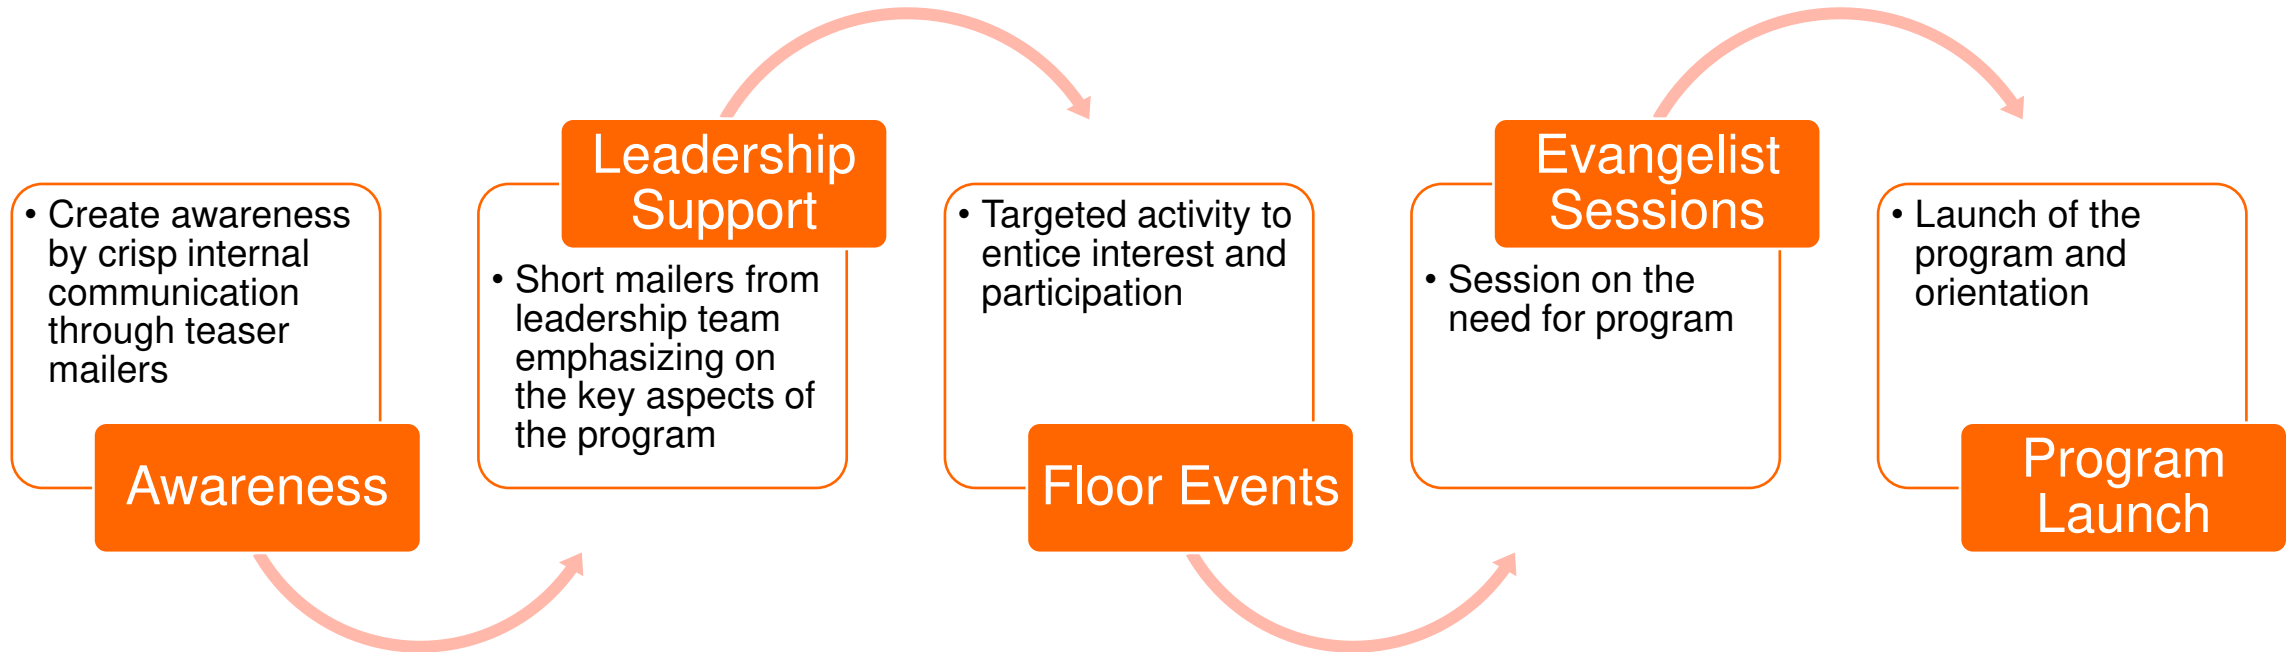 • Create awareness
by crisp internal
communication
through teaser
mailers
Awareness
Leadership
Support
• Short mailers from
leadership team
emphasizing on
the key aspects of
the program
• Targeted activity to
entice interest and
participation
Floor Events
Evangelist
Sessions
• Session on the
need for program
• Launch of the
program and
orientation
Program
Launch